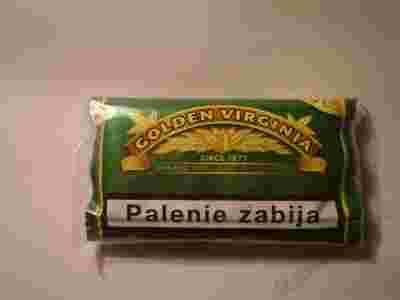 GOLDEN VIRGINIA
SINCE 1877
Palenie zabija